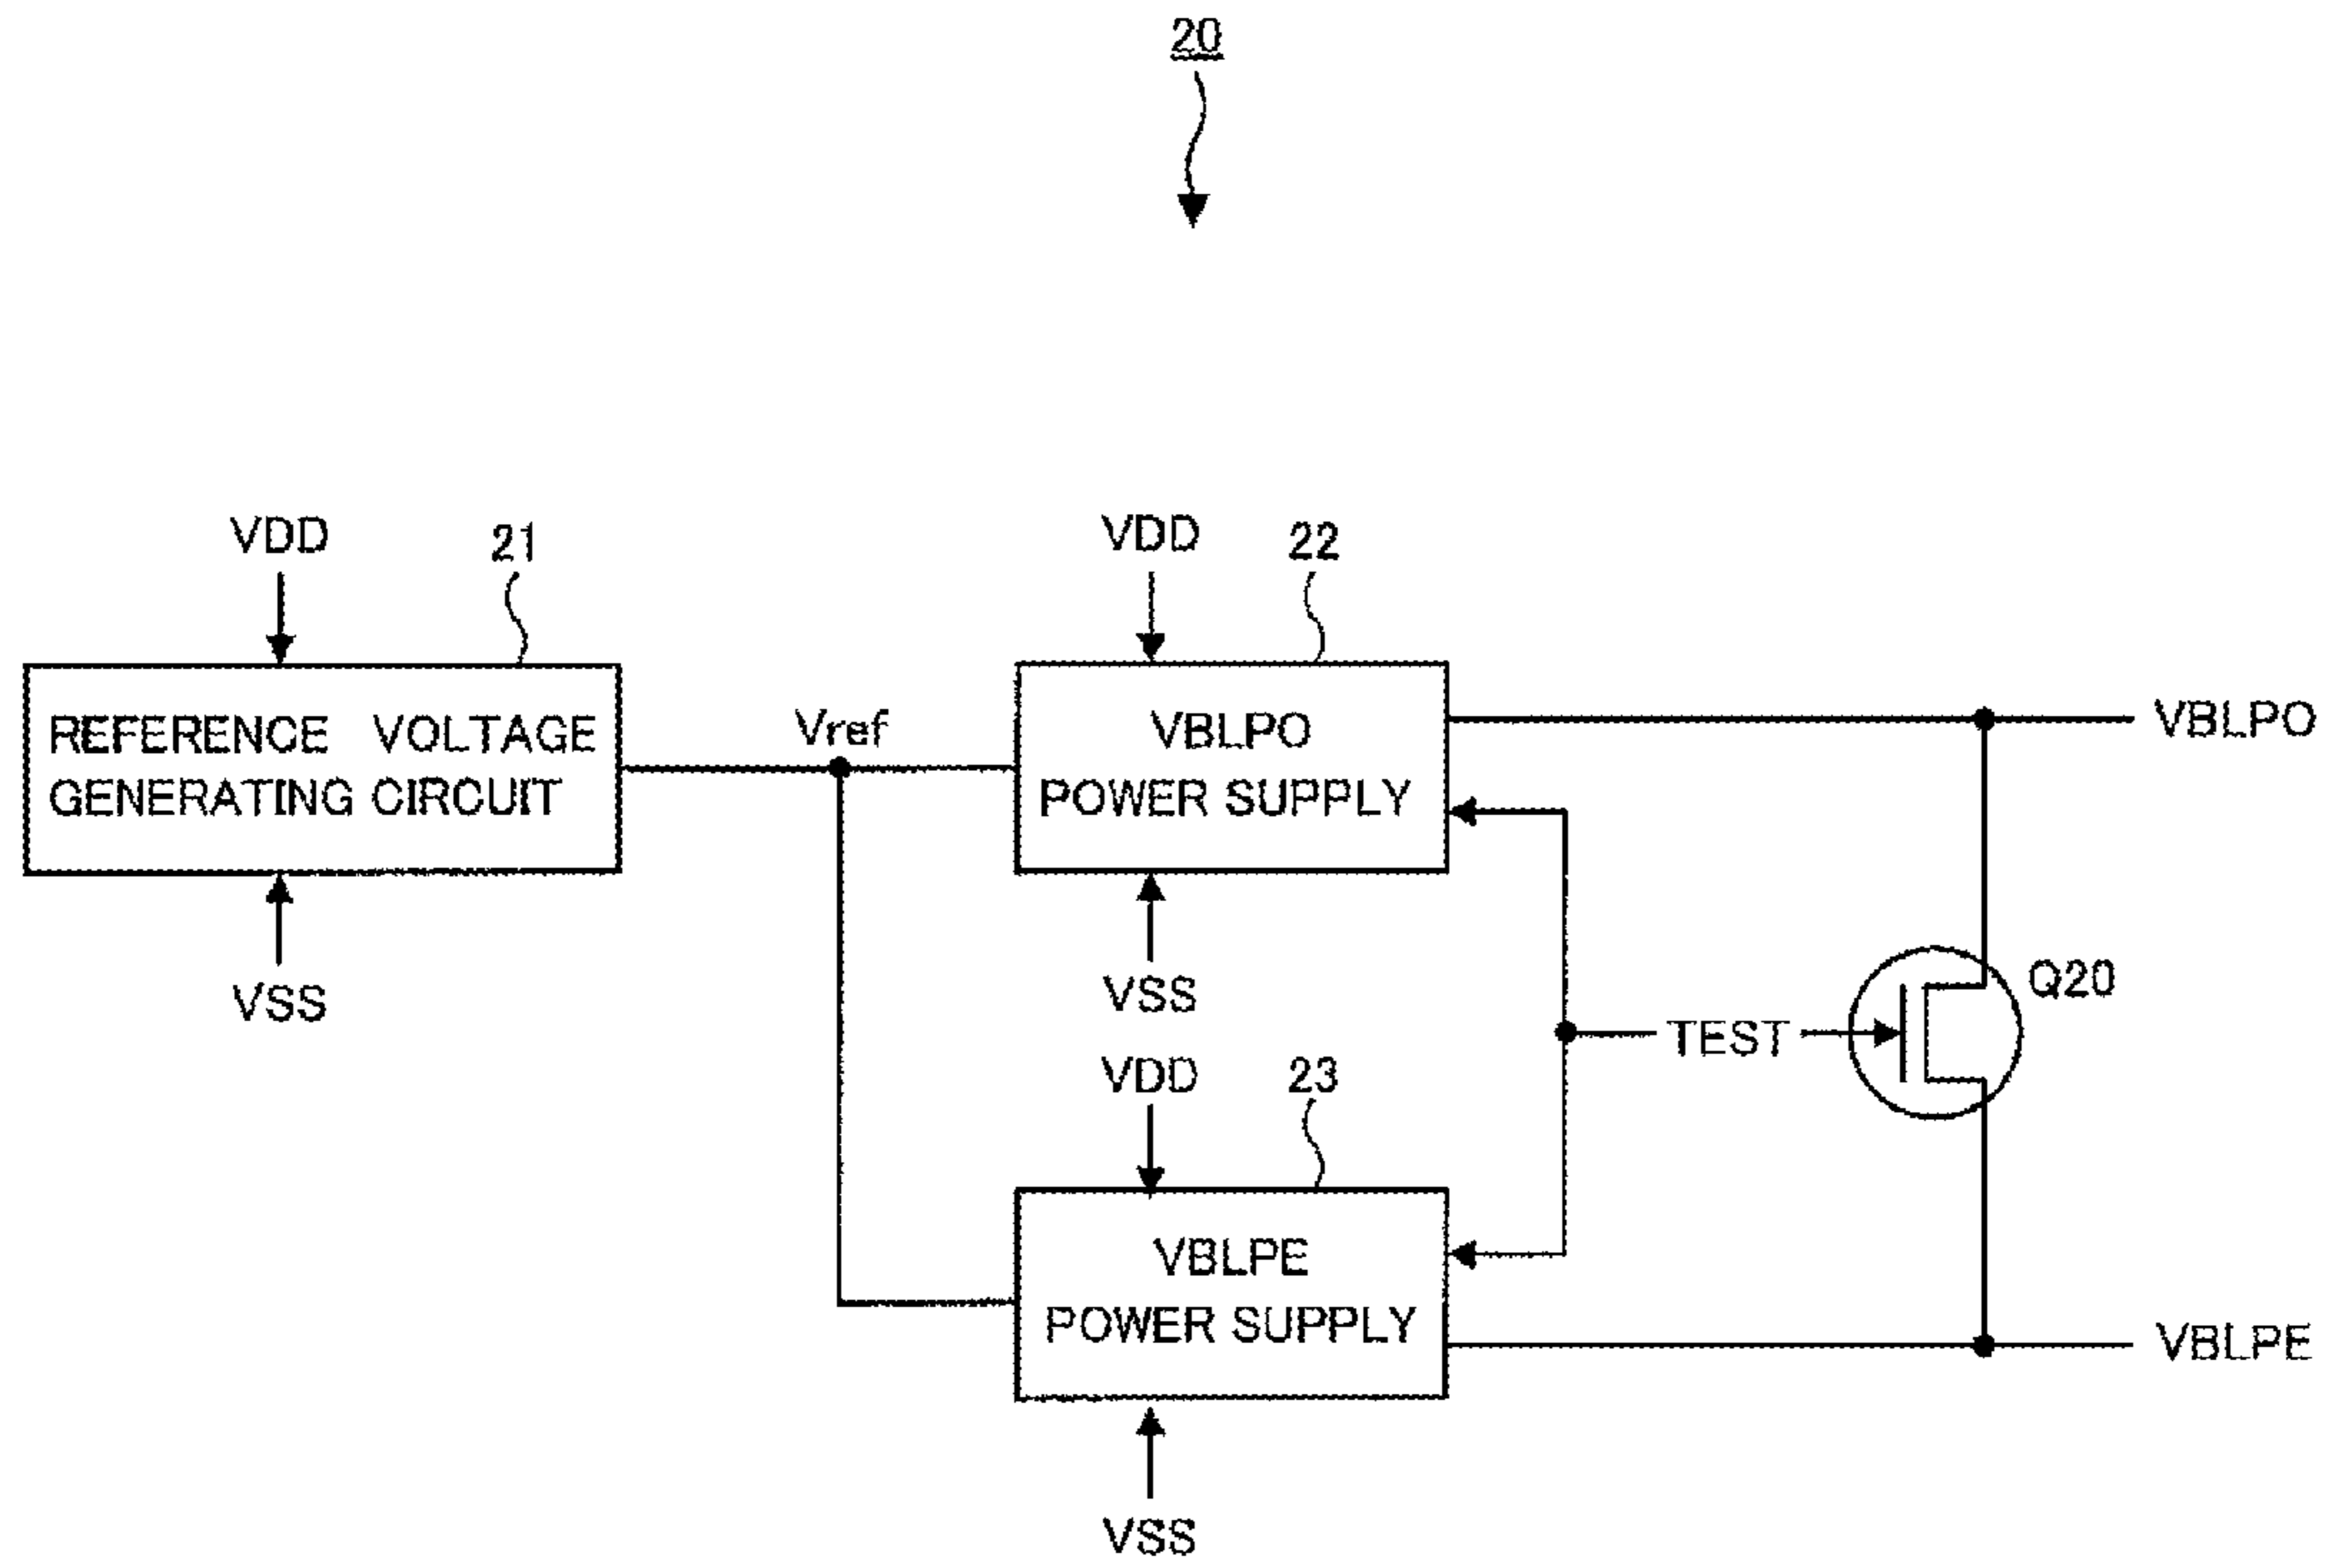 20
VDD
21
VDD
22
REFERENCE VOLTAGE
GENERATING CIRCUIT
Vref
VBLPO
POWER SUPPLY
VBLPO
VSS
VSS
Q20
TEST
VDD
23
VBLPE
POWER SUPPLY
VBLPE
VSS